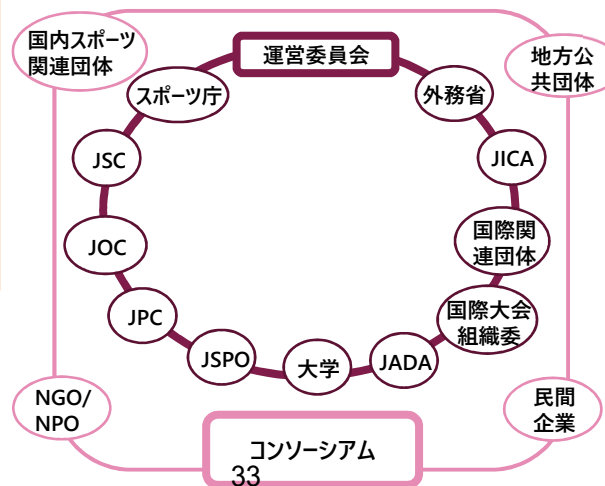 国内スポーツ
関連団体
運営委員会
地方公
共団体
スポーツ庁
外務省
JSC
JICA
JOC
国際関
連団体
JPC
国際大会
組織委
JSPO
大学
JADA
NGO/
NPO
民間
企業
コンソーシアム
33